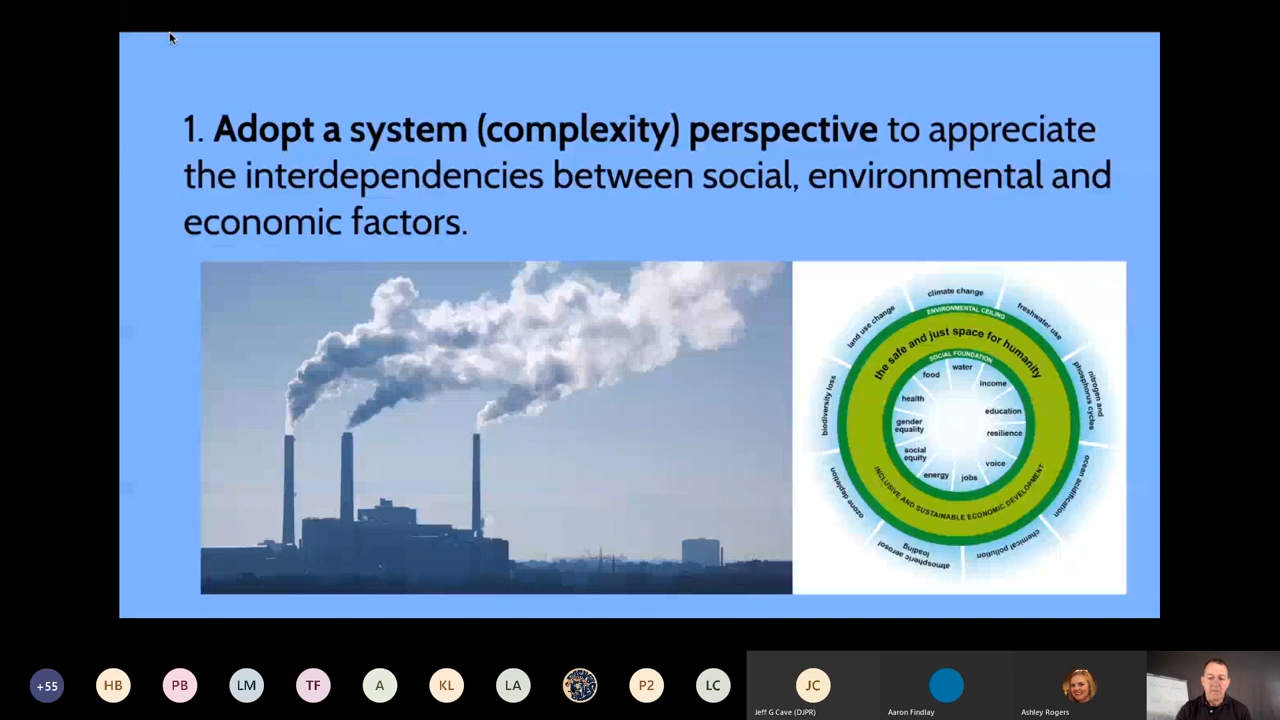 1. Adopt a system (complexity) perspective to appreciate
the interdependencies between social, environmental and
economic factors.
climate change
freshwater use
nitrogen and
phosphorus cycles
ocean acidification
chemical pollution
atmospheric aerosol
loading
ozone depletion
biodiversity loss
land use change
ENVIRONMENTAL CEILING
the safe and just space for humanity
SOCIAL FOUNDATION
water
income
education
resilience
voice
jobs
energy
social
equity
gender
equality
health
food
INCLUSIVE AND SUSTAINABLE ECONOMIC DEVELOPMENT
+55
HB
PB
LM
TF
A
KL
LA
P2
LC
JC
Jeff G Cave (DJPR)
Aaron Findlay
Ashley Rogers